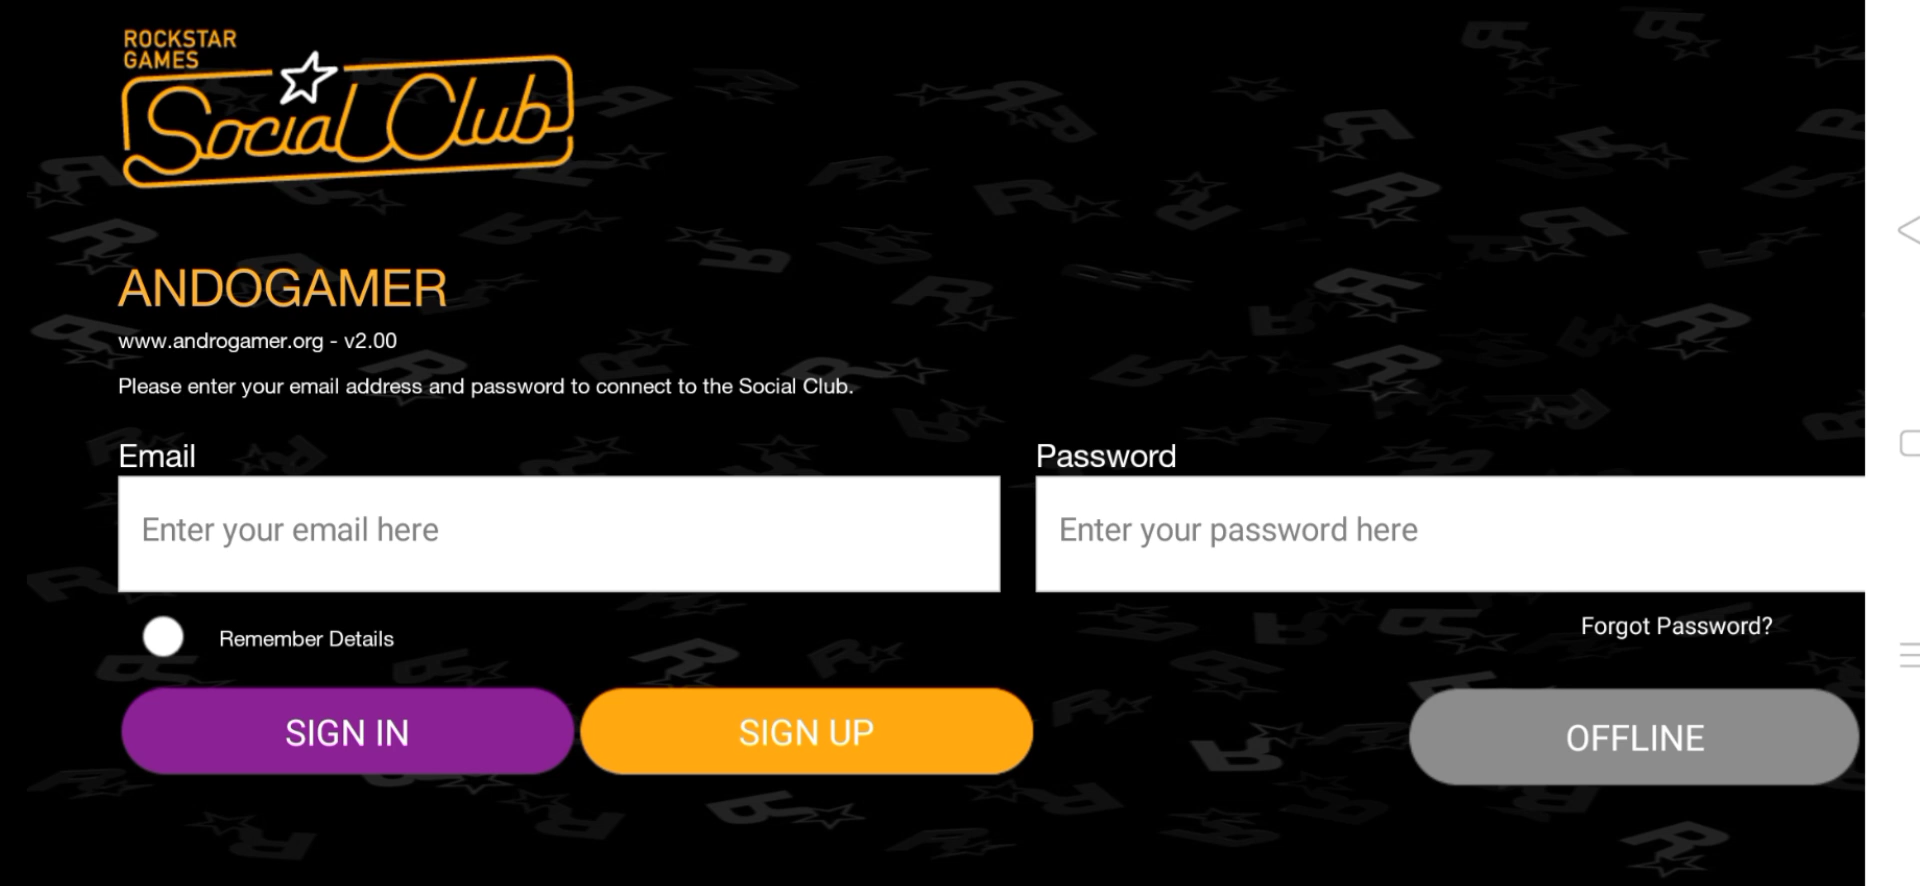 ROCKSTAR
GAMES
Social Club
ANDOGAMER
www.androgamer.org - v2.00
Please enter your email address and password to connect to the Social Club.
Email
Password
Enter your email here
Enter your password here
Remember Details
Forgot Password?
SIGN IN
SIGN UP
OFFLINE